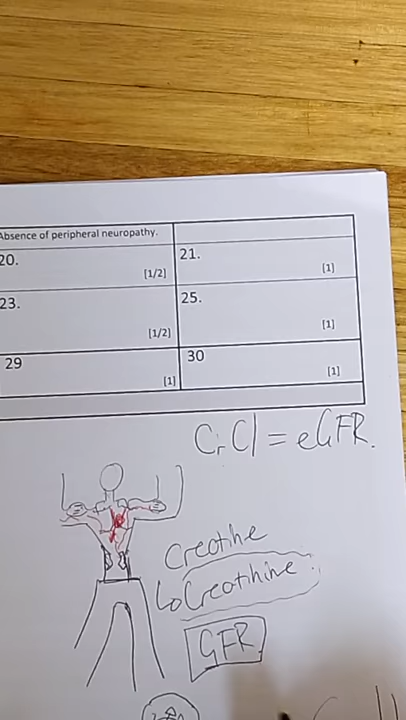 Absence of peripheral neuropathy.
20.
[1/2]
21.
[1]
23.
[1/2]
25.
[1]
29
[1]
30
[1]
CrCl = eGFR.
Creatine
Creatinine
GFR